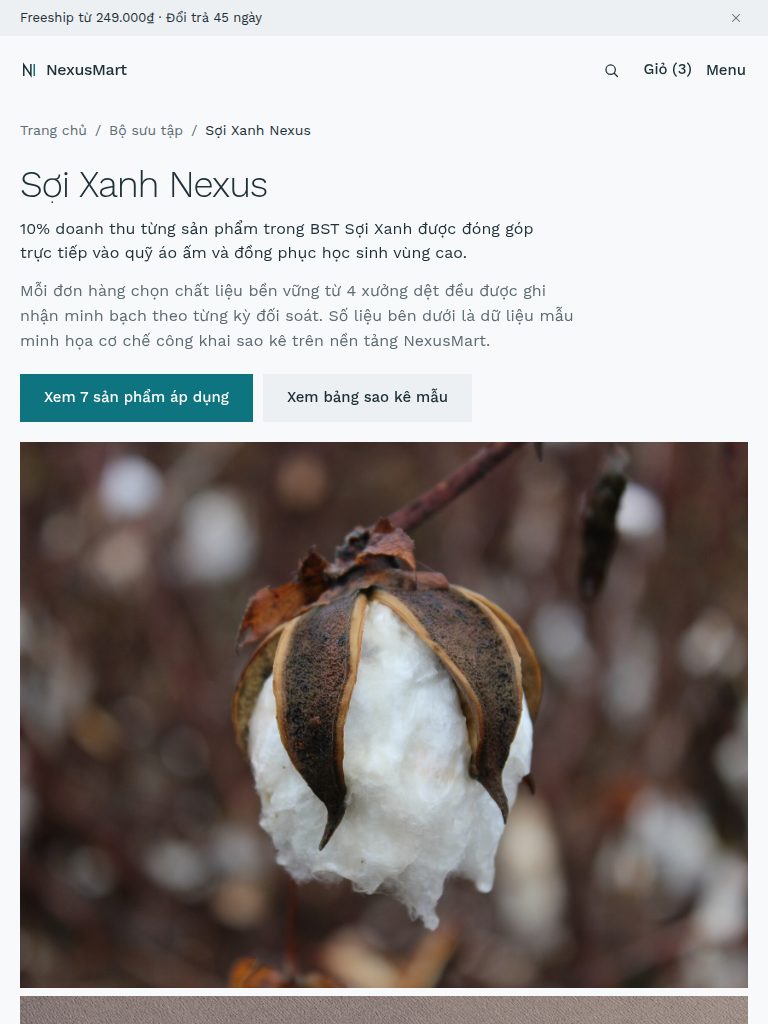 Freeship từ 249.000₫ · Đổi trả 45 ngày
NexusMart
Giỏ (3)
Menu
Trang chủ / Bộ sưu tập / Sợi Xanh Nexus
Sợi Xanh Nexus
10% doanh thu từng sản phẩm trong BST Sợi Xanh được đóng góp
trực tiếp vào quỹ áo ấm và đồng phục học sinh vùng cao.
Mỗi đơn hàng chọn chất liệu bền vững từ 4 xưởng dệt đều được ghi
nhận minh bạch theo từng kỳ đối soát. Số liệu bên dưới là dữ liệu mẫu
minh họa cơ chế công khai sao kê trên nền tảng NexusMart.
Xem 7 sản phẩm áp dụng
Xem bảng sao kê mẫu